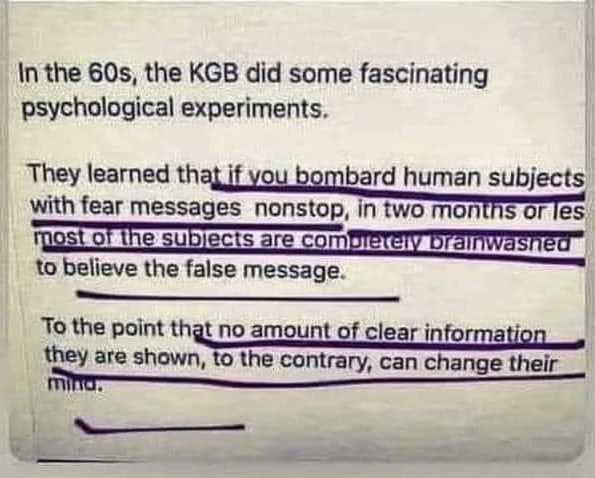 In the 60s, the KGB did some fascinating
psychological experiments.
They learned that if you bombard human subjects
with fear messages nonstop, in two months or les
most of the subjects are completely brainwashed
to believe the false message.
To the point that no amount of clear information
they are shown, to the contrary, can change their
mind.